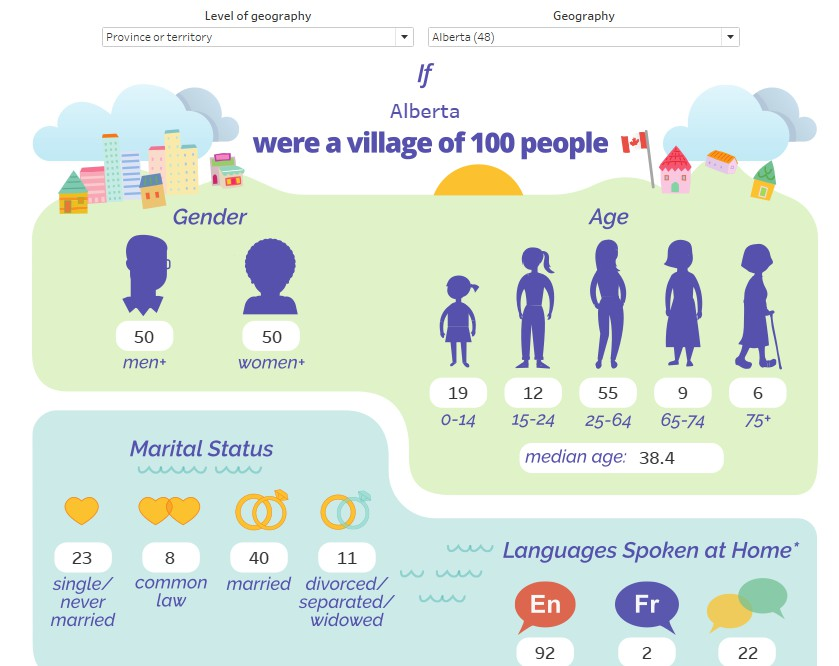 Level of geography
Geography
Province or territory
Alberta (48)
If
Alberta
were a village of 100 people
Gender
Age
50
50
men+
women+
19
12
55
9
6
0-14
15-24
25-64
65-74
75+
median age: 38.4
Marital Status
23
8
40
11
single/
never
married
common
law
married
divorced/
separated/
widowed
Languages Spoken at Home*
En
Fr
92
2
22